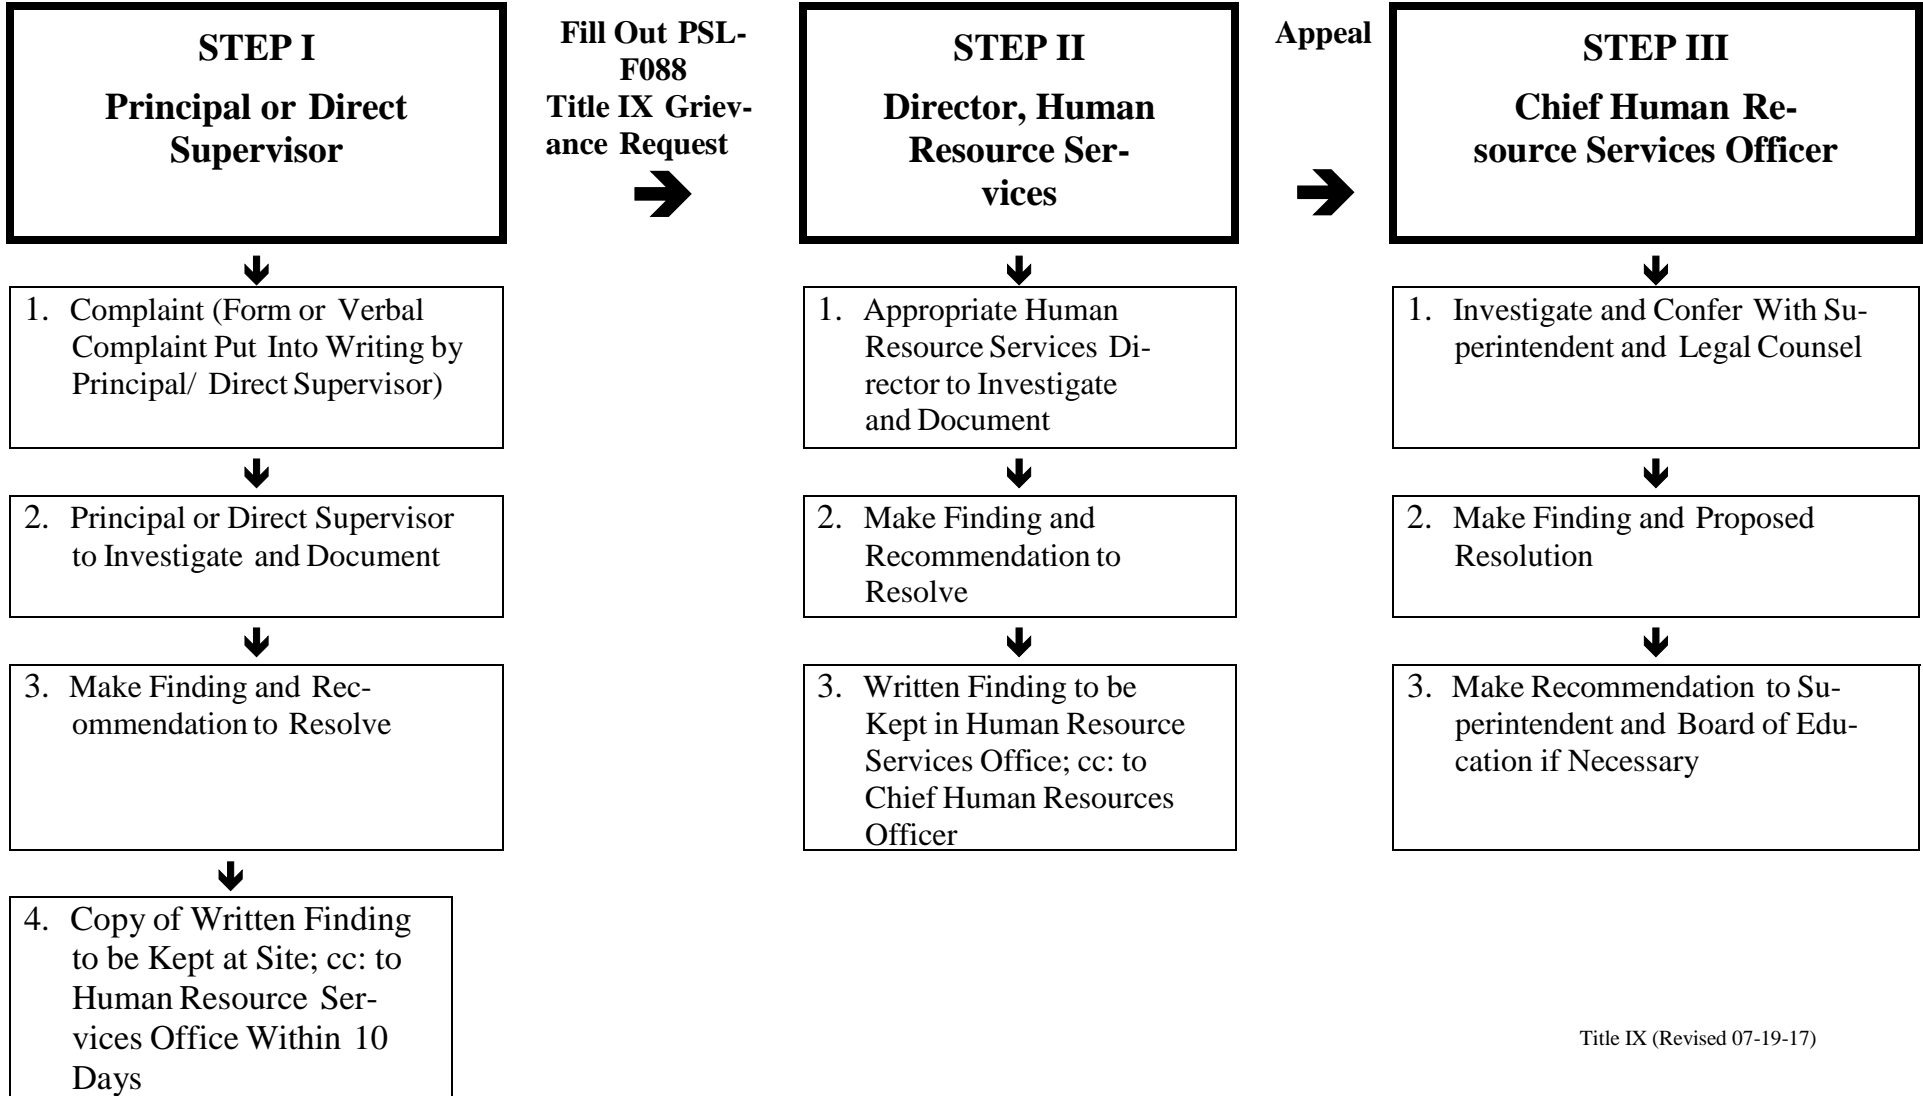 STEP I
Principal or Direct
Supervisor
Fill Out PSL-
F088
Title IX Griev-
ance Request
STEP II
Director, Human
Resource Ser-
vices
Appeal
STEP III
Chief Human Re-
source Services Officer
1. Complaint (Form or Verbal
Complaint Put Into Writing by
Principal/ Direct Supervisor)
1. Appropriate Human
Resource Services Di-
rector to Investigate
and Document
1. Investigate and Confer With Su-
perintendent and Legal Counsel
2. Principal or Direct Supervisor
to Investigate and Document
2. Make Finding and
Recommendation to
Resolve
2. Make Finding and Proposed
Resolution
3. Make Finding and Rec-
ommendation to Resolve
3. Written Finding to be
Kept in Human Resource
Services Office; cc: to
Chief Human Resources
Officer
3. Make Recommendation to Su-
perintendent and Board of Edu-
cation if Necessary
4. Copy of Written Finding
to be Kept at Site; cc: to
Human Resource Ser-
vices Office Within 10
Days
Title IX (Revised 07-19-17)